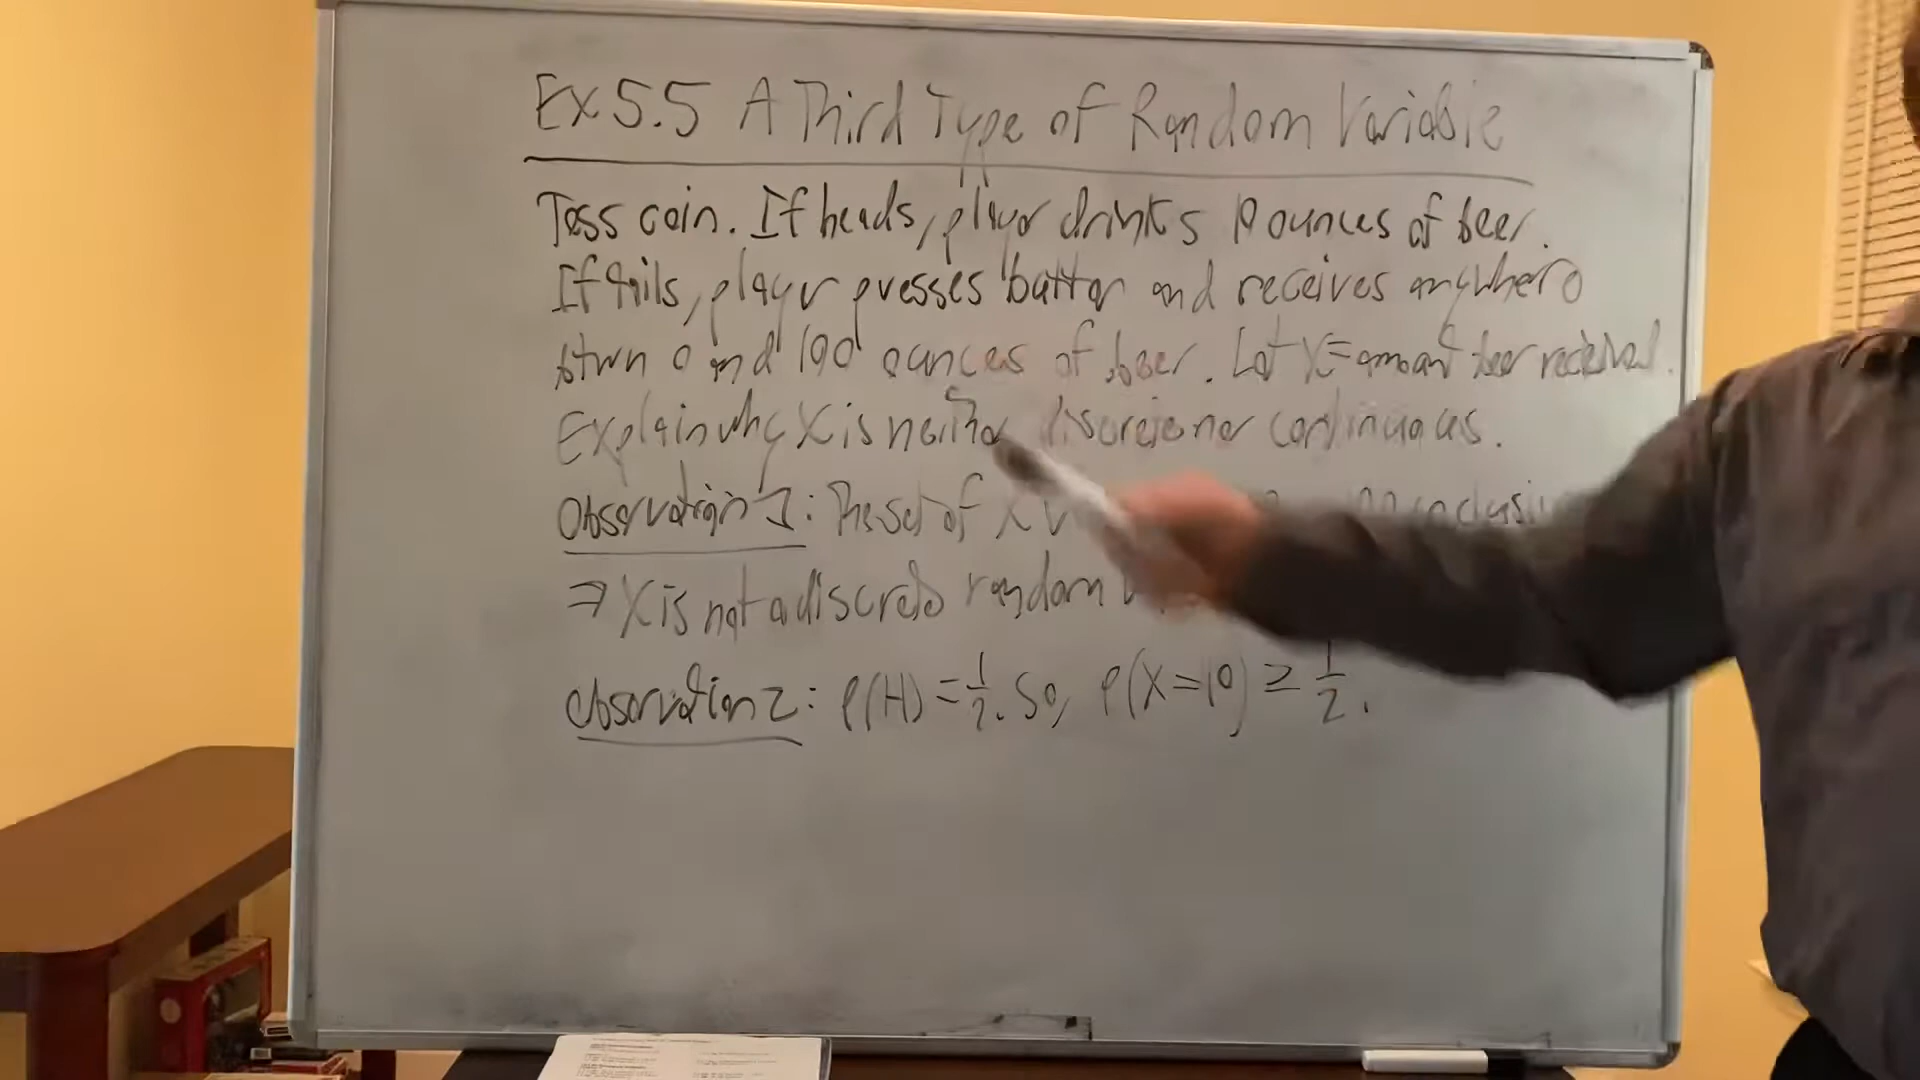 Ex 5.5 A Third Type of Random Variable
Toss coin. If heads, player drinks 10 ounces of beer.
If tails, player presses button and receives anywhere
btwn 0 and 100 ounces of beer. Let X = amount beer received.
Explain why X is neither discrete nor continuous.
Observation 1: The set of X inclusive
⇒ X is not a discrete random
Observation 2: P(H) = 1/2. So, P(X=10) ≥ 1/2.